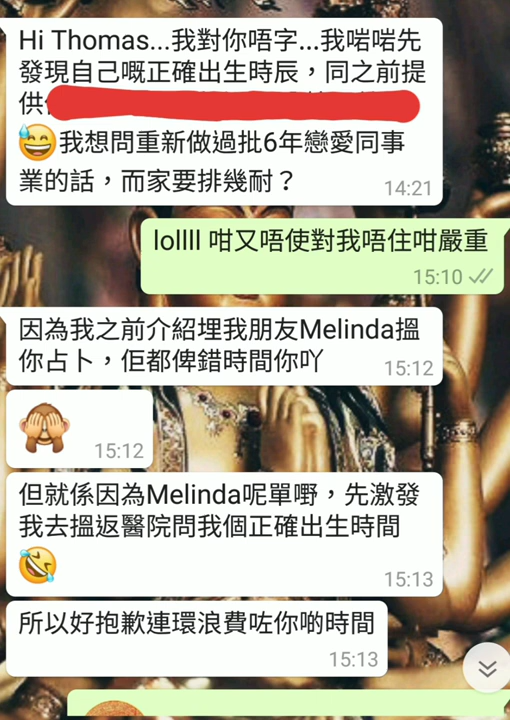 Hi Thomas...我對你唔字...我啱啱先
發現自己嘅正確出生時辰，同之前提
供
😅我想問重新做過批6年戀愛同事
業的話，而家要排幾耐？
14:21
lollll 咁又唔使對我唔住咁嚴重
15:10
因為我之前介紹埋我朋友Melinda搵
你占卜，佢都俾錯時間你吖
15:12
🙈
15:12
但就係因為Melinda呢單嘢，先激發
我去搵返醫院問我個正確出生時間
🤣
15:13
所以好抱歉連環浪費咗你啲時間
15:13